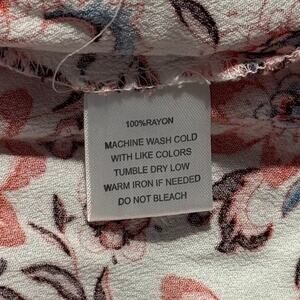 100%RAYON
MACHINE WASH COLD
WITH LIKE COLORS
TUMBLE DRY LOW
WARM IRON IF NEEDED
DO NOT BLEACH